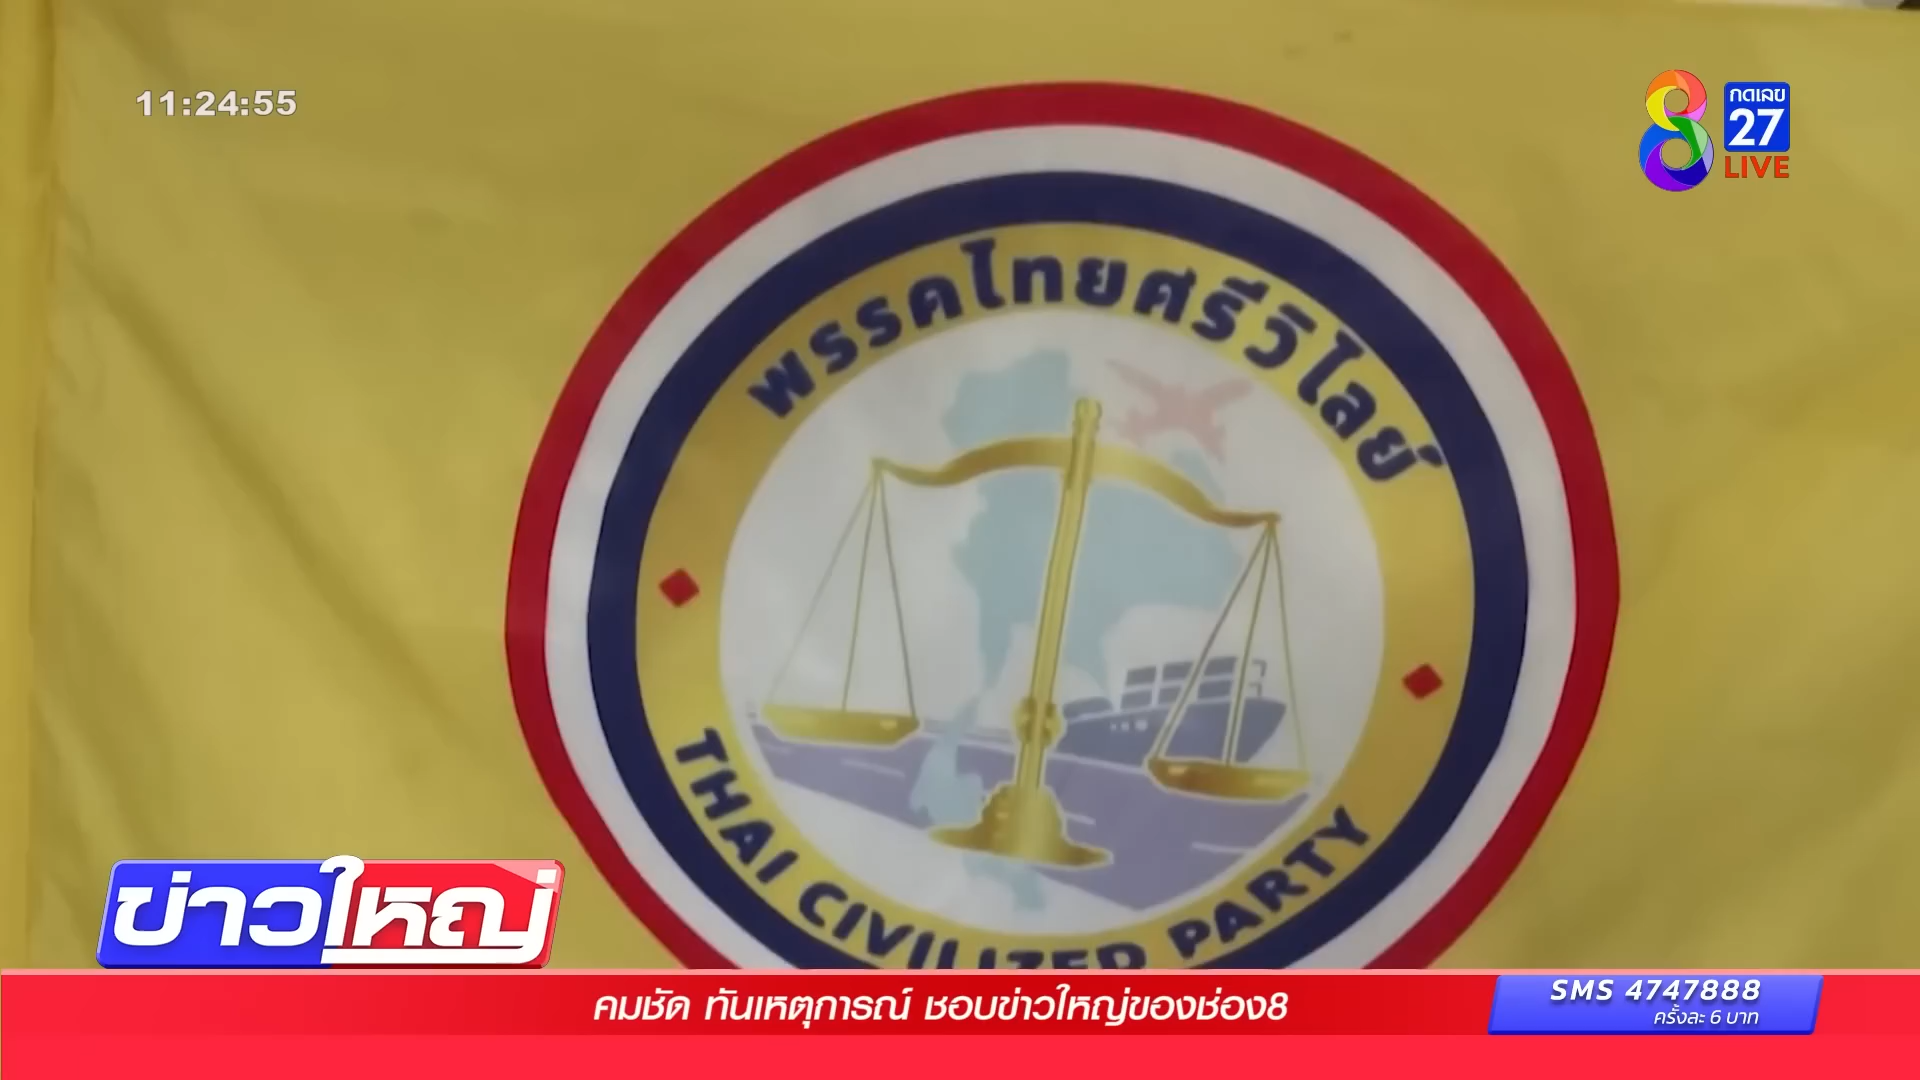 11:24:55
กดเลข
27
LIVE
พรรคไทยศรีวิไลย์
THAI CIVILIZED PARTY
ข่าวใหญ่
คมชัด ทันเหตุการณ์ ชอบข่าวใหญ่ของช่อง8
SMS 4747888
ครั้งละ 6 บาท